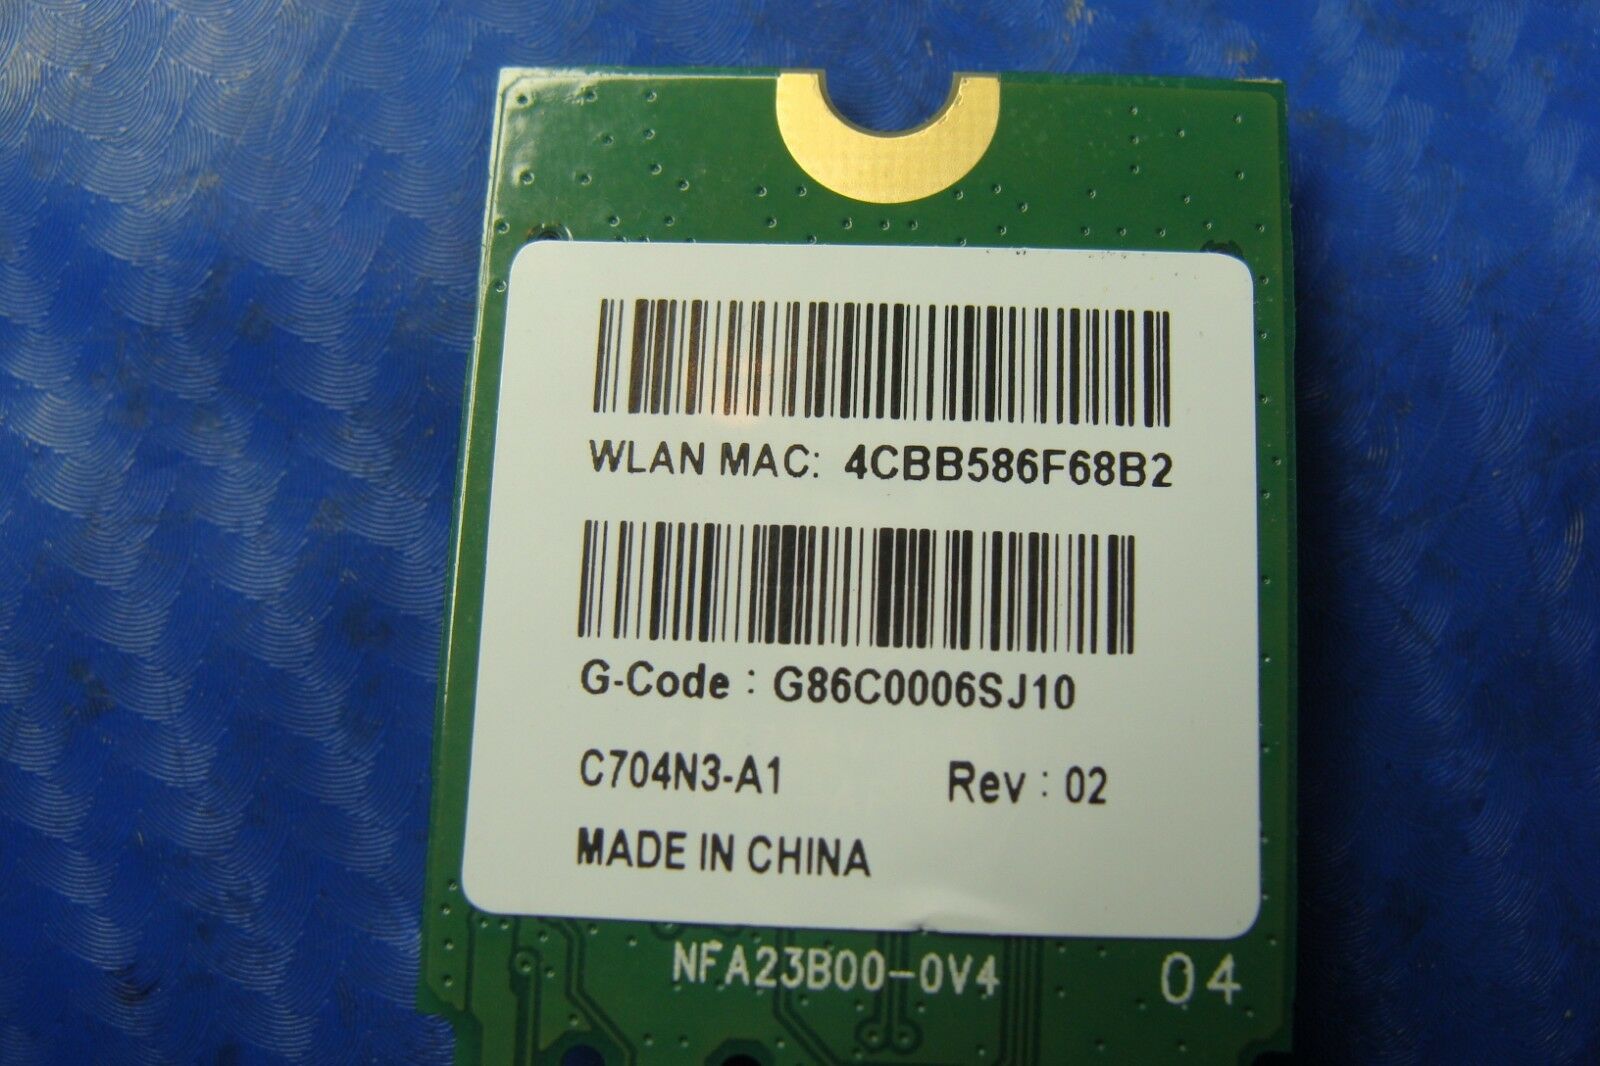 WLAN MAC: 4CBB586F68B2
G-Code : G86C0006SJ10
C704N3-A1 Rev : 02
MADE IN CHINA
NFA23B00-0V4 04